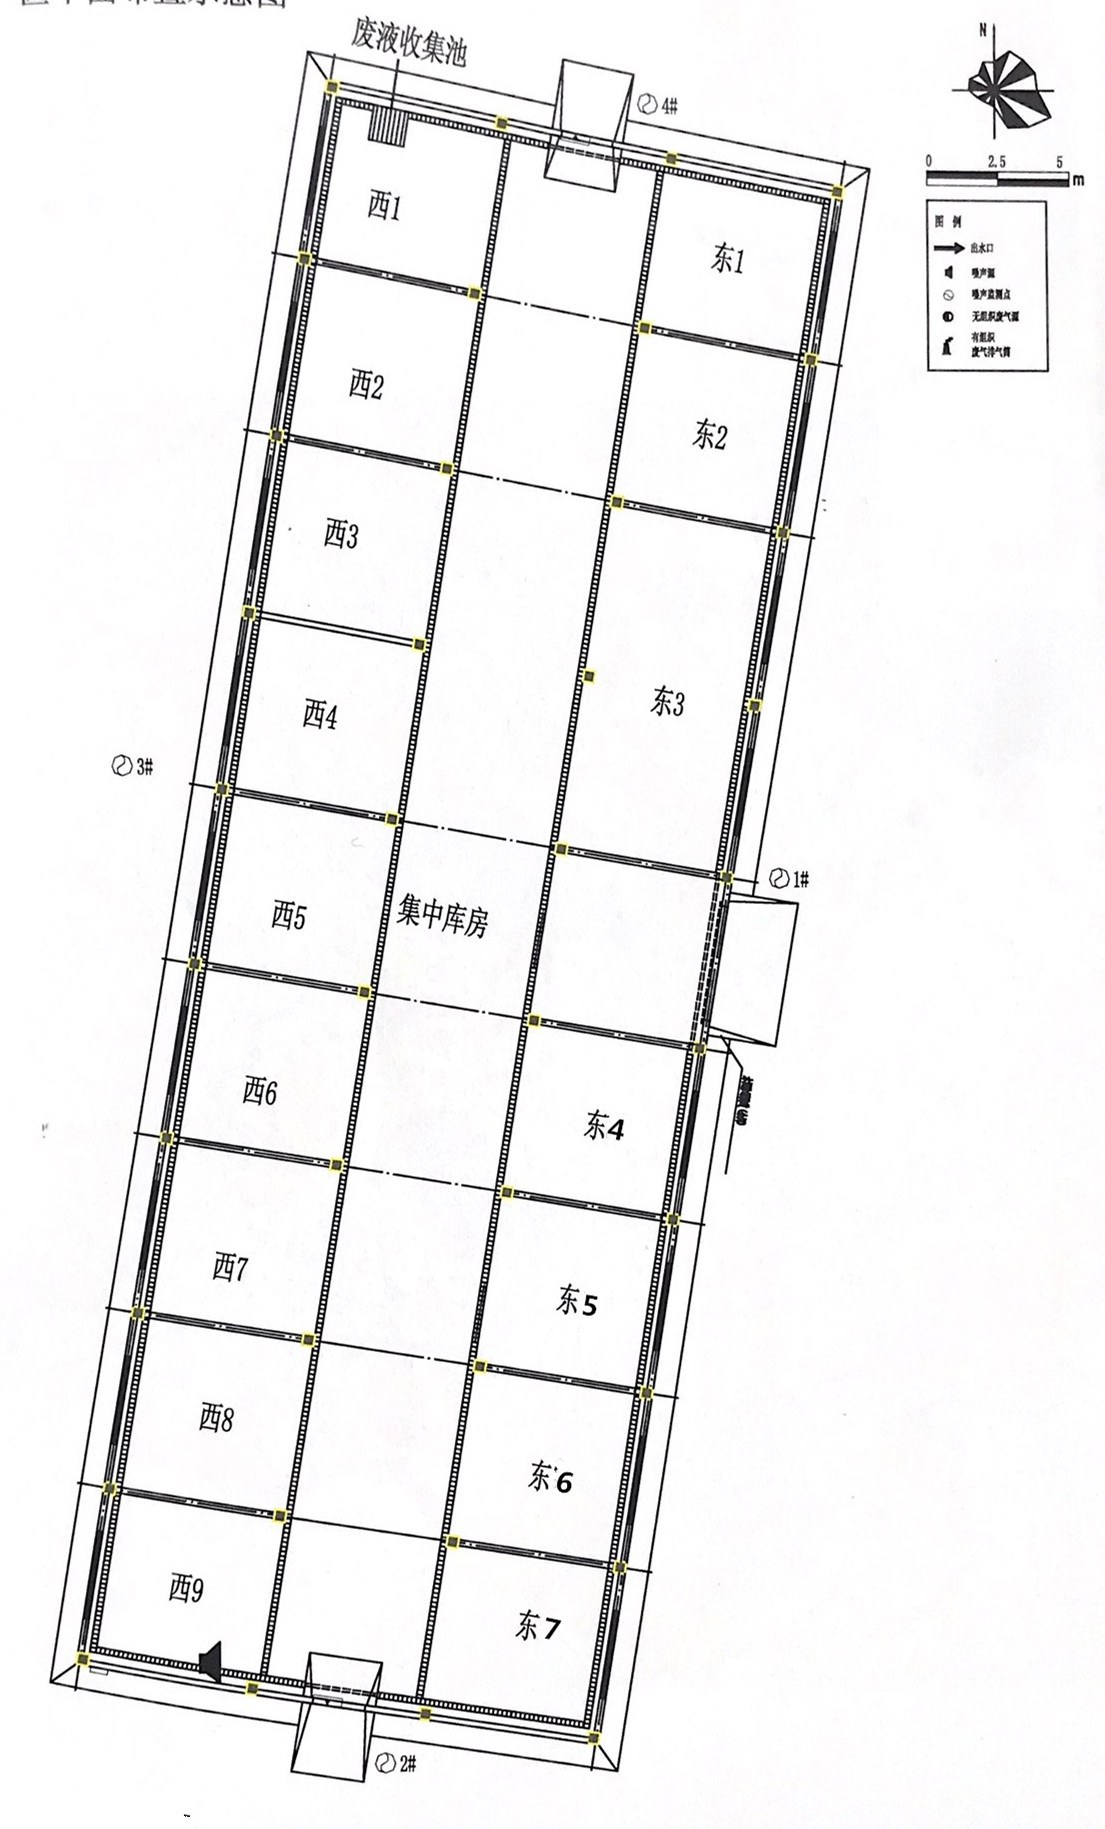 废液收集池
4#
N
0 2.5 5 m
图 例
出水口
噪声源
噪声监测点
无组织废气源
有组织
废气排气筒
西1
东1
西2
东2
西3
西4
东3
3#
1#
西5
集中库房
西6
东4
西7
东5
西8
东6
西9
东7
2#